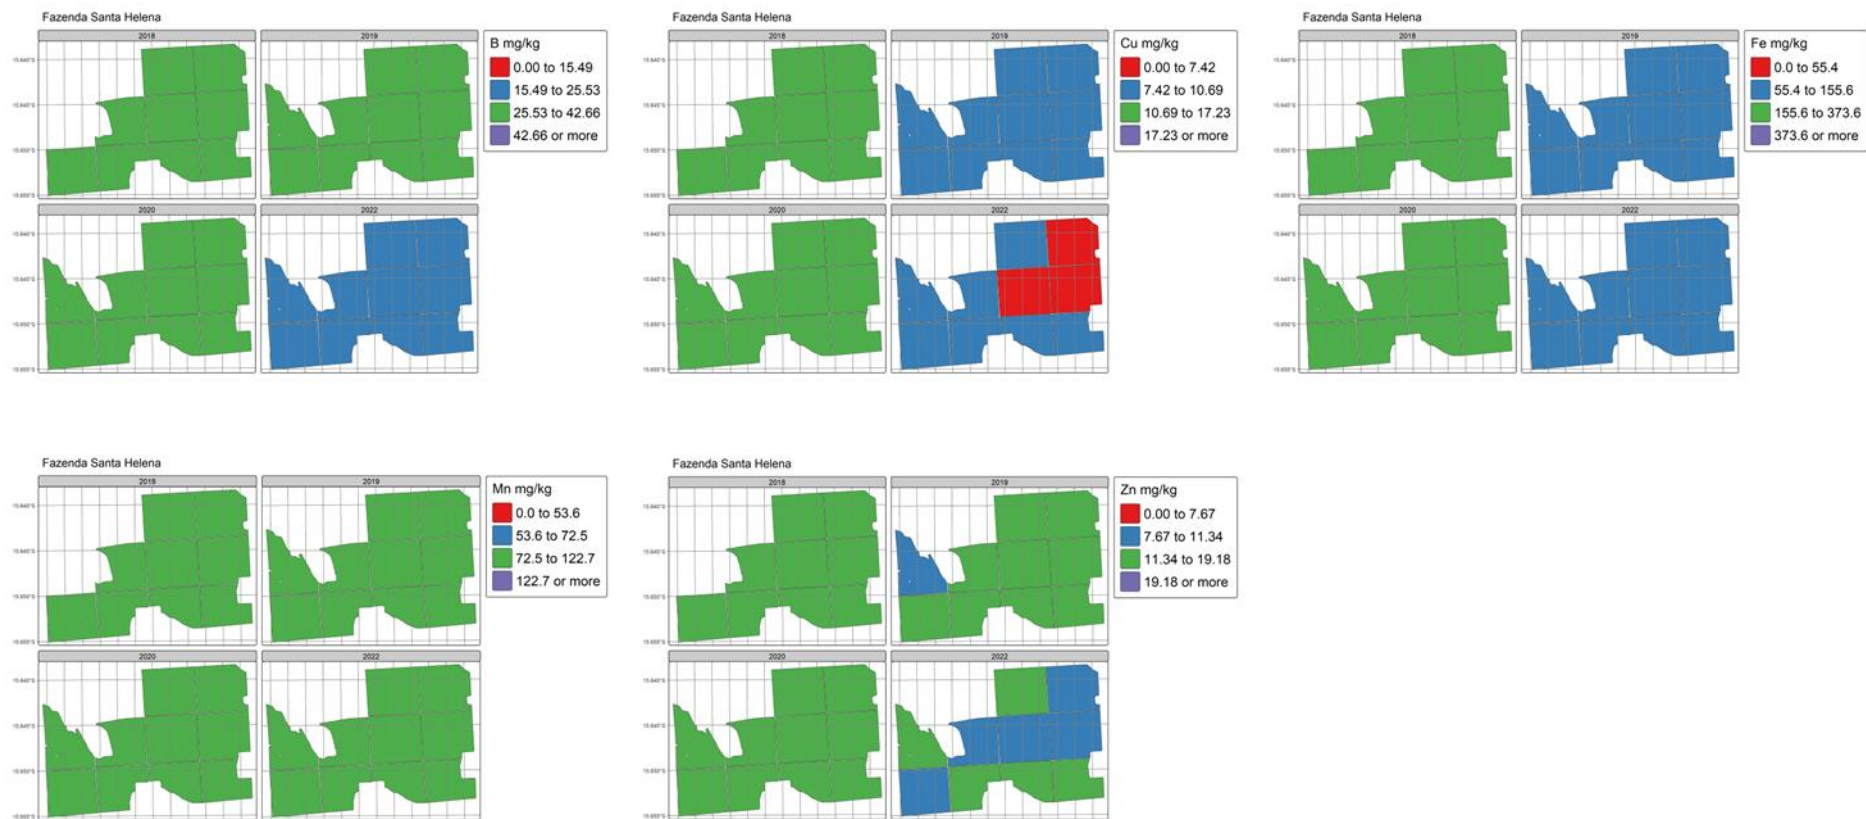 Fazenda Santa Helena
2018
2019
B mg/kg
0.00 to 15.49
15.49 to 25.53
25.53 to 42.66
42.66 or more
2020
2022
Fazenda Santa Helena
2018
2019
Cu mg/kg
0.00 to 7.42
7.42 to 10.69
10.69 to 17.23
17.23 or more
2020
2022
Fazenda Santa Helena
2018
2019
Fe mg/kg
0.0 to 55.4
55.4 to 155.6
155.6 to 373.6
373.6 or more
2020
2022
Fazenda Santa Helena
2018
2019
Mn mg/kg
0.0 to 53.6
53.6 to 72.5
72.5 to 122.7
122.7 or more
2020
2022
Fazenda Santa Helena
2018
2019
Zn mg/kg
0.00 to 7.67
7.67 to 11.34
11.34 to 19.18
19.18 or more
2020
2022